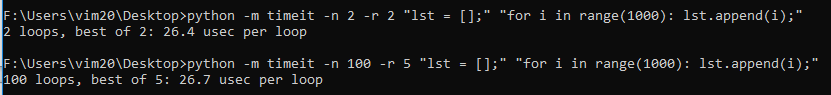 F:\Users\vim20\Desktop>python -m timeit -n 2 -r 2 "lst = [];" "for i in range(1000): lst.append(i);"
2 loops, best of 2: 26.4 usec per loop
F:\Users\vim20\Desktop>python -m timeit -n 100 -r 5 "lst = [];" "for i in range(1000): lst.append(i);"
100 loops, best of 5: 26.7 usec per loop